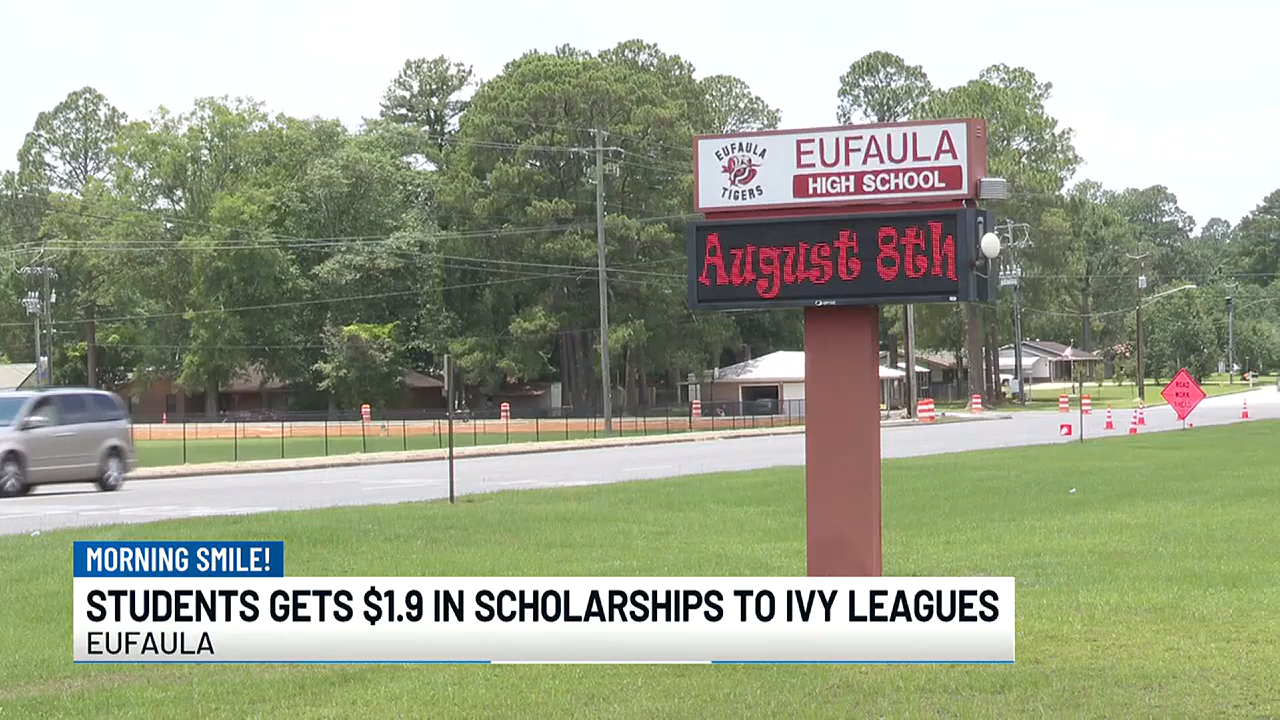 EUFAULA
TIGERS
EUFAULA
HIGH SCHOOL
August 8th
ROAD
WORK
AHEAD
MORNING SMILE!
STUDENTS GETS $1.9 IN SCHOLARSHIPS TO IVY LEAGUES
EUFAULA